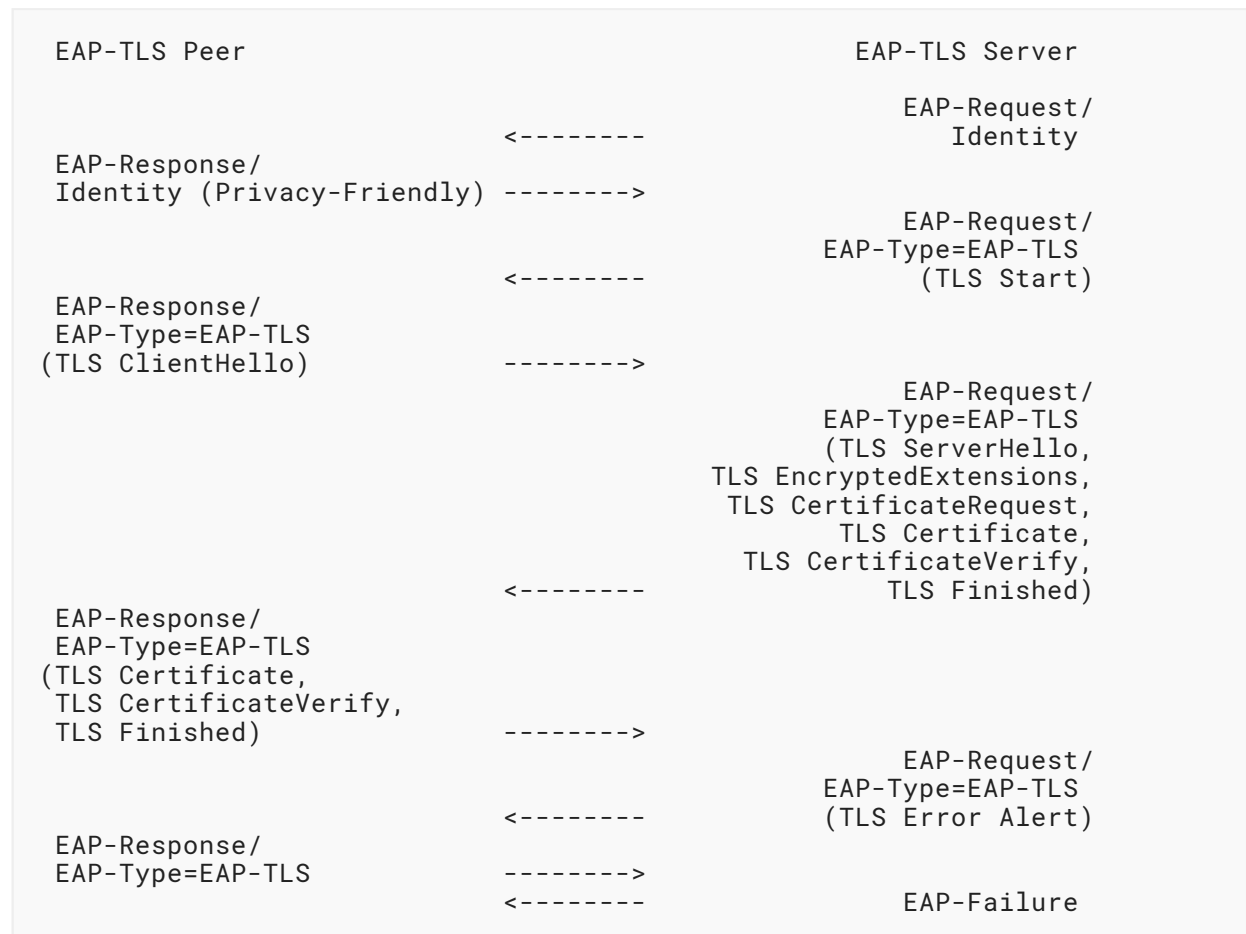 EAP-TLS Peer                                      EAP-TLS Server
                                                     EAP-Request/
                            <--------                   Identity
EAP-Response/
Identity (Privacy-Friendly) -------->
                                                     EAP-Request/
                                                EAP-Type=EAP-TLS
                            <--------                 (TLS Start)
EAP-Response/
EAP-Type=EAP-TLS
(TLS ClientHello)           -------->
                                                     EAP-Request/
                                                EAP-Type=EAP-TLS
                                                (TLS ServerHello,
                                         TLS EncryptedExtensions,
                                          TLS CertificateRequest,
                                                 TLS Certificate,
                                           TLS CertificateVerify,
                            <--------               TLS Finished)
EAP-Response/
EAP-Type=EAP-TLS
(TLS Certificate,
TLS CertificateVerify,
TLS Finished)               -------->
                                                     EAP-Request/
                                                EAP-Type=EAP-TLS
                            <--------           (TLS Error Alert)
EAP-Response/
EAP-Type=EAP-TLS            -------->
                            <--------                EAP-Failure